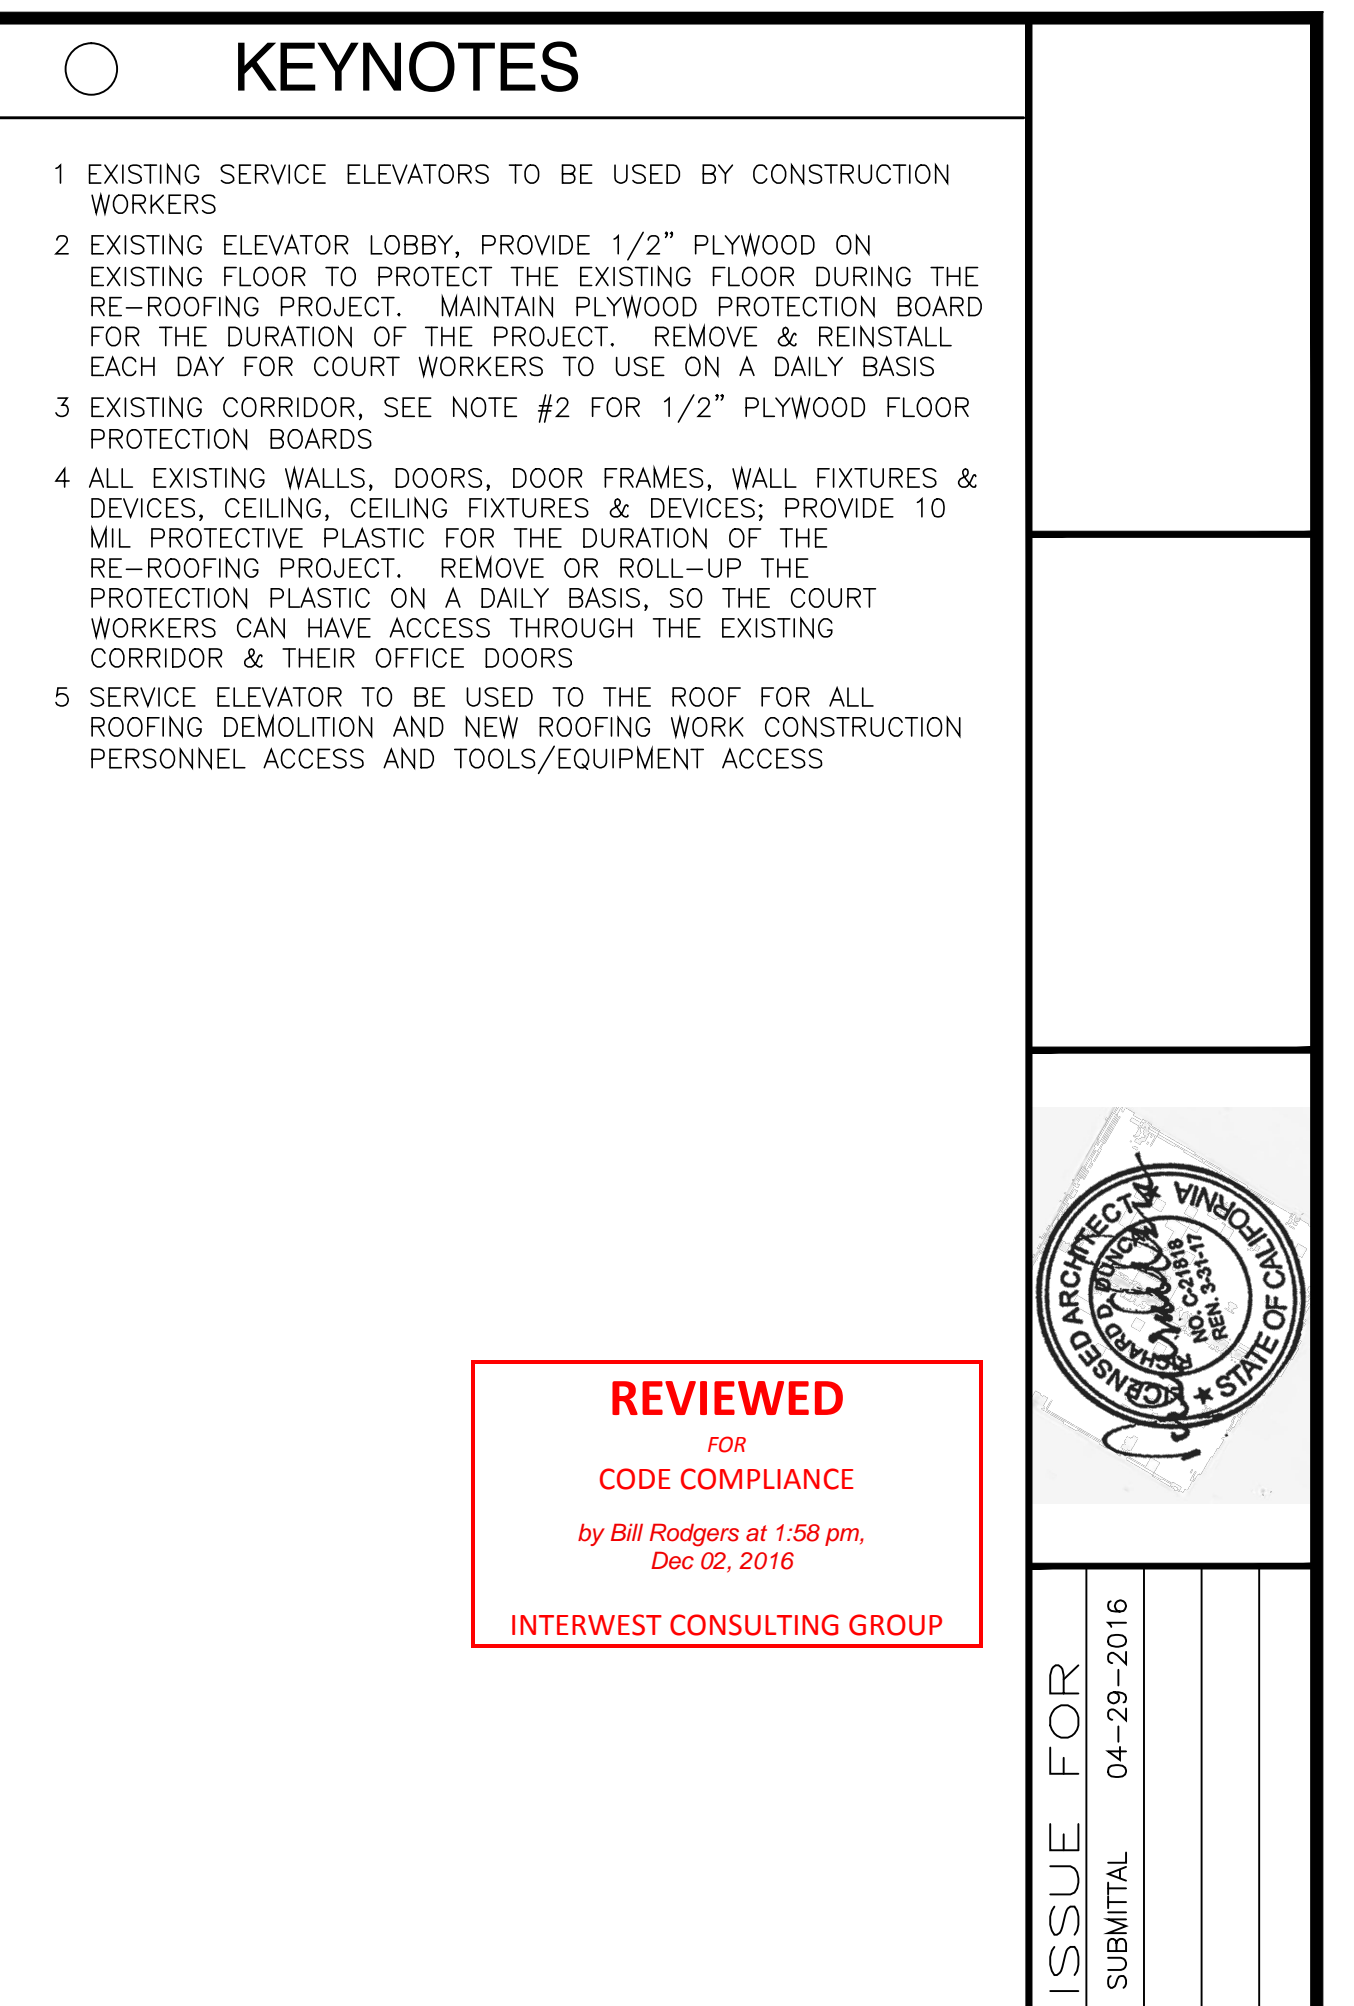 KEYNOTES
1 EXISTING SERVICE ELEVATORS TO BE USED BY CONSTRUCTION
WORKERS
2 EXISTING ELEVATOR LOBBY, PROVIDE 1/2" PLYWOOD ON
EXISTING FLOOR TO PROTECT THE EXISTING FLOOR DURING THE
RE-ROOFING PROJECT. MAINTAIN PLYWOOD PROTECTION BOARD
FOR THE DURATION OF THE PROJECT. REMOVE & REINSTALL
EACH DAY FOR COURT WORKERS TO USE ON A DAILY BASIS
3 EXISTING CORRIDOR, SEE NOTE #2 FOR 1/2" PLYWOOD FLOOR
PROTECTION BOARDS
4 ALL EXISTING WALLS, DOORS, DOOR FRAMES, WALL FIXTURES &
DEVICES, CEILING, CEILING FIXTURES & DEVICES; PROVIDE 10
MIL PROTECTIVE PLASTIC FOR THE DURATION OF THE
RE-ROOFING PROJECT. REMOVE OR ROLL-UP THE
PROTECTION PLASTIC ON A DAILY BASIS, SO THE COURT
WORKERS CAN HAVE ACCESS THROUGH THE EXISTING
CORRIDOR & THEIR OFFICE DOORS
5 SERVICE ELEVATOR TO BE USED TO THE ROOF FOR ALL
ROOFING DEMOLITION AND NEW ROOFING WORK CONSTRUCTION
PERSONNEL ACCESS AND TOOLS/EQUIPMENT ACCESS
REVIEWED
FOR
CODE COMPLIANCE
by Bill Rodgers at 1:58 pm,
Dec 02, 2016
INTERWEST CONSULTING GROUP
LICENSED ARCHITECT
RICHARD D. DUNCAN
NO. C-21818
REN. 3-31-17
★ STATE OF CALIFORNIA ★
ISSUE FOR
SUBMITTAL 04-29-2016